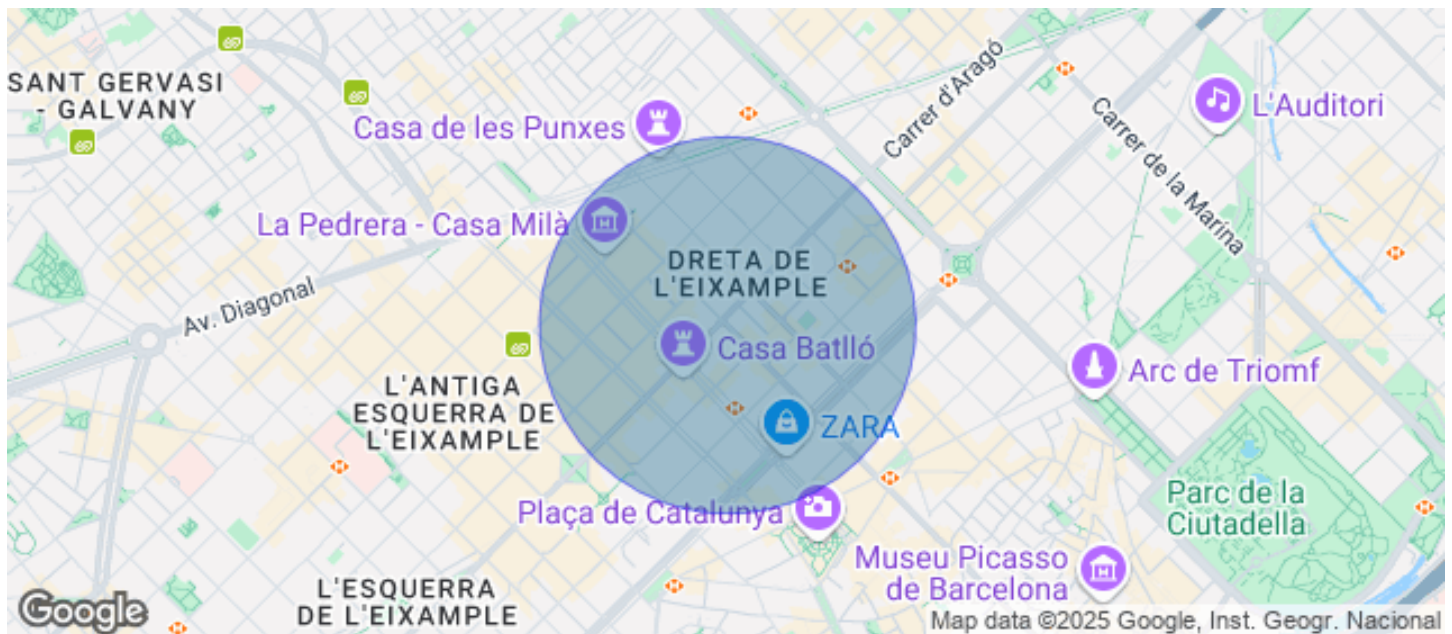 SANT GERVASI
- GALVANY
Casa de les Punxes
Carrer d'Aragó
L'Auditori
Carrer de la Marina
La Pedrera - Casa Milà
DRETA DE
L'EIXAMPLE
Av. Diagonal
Casa Batlló
L'ANTIGA
ESQUERRA DE
L'EIXAMPLE
Arc de Triomf
ZARA
Plaça de Catalunya
Parc de la
Ciutadella
Museu Picasso
de Barcelona
L'ESQUERRA
DE L'EIXAMPLE
Google
Map data ©2025 Google, Inst. Geogr. Nacional